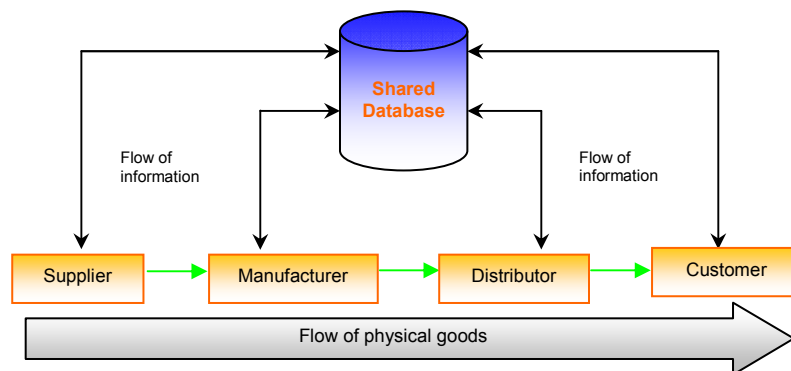 Shared
Database
Flow of
information
Flow of
information
Supplier
Manufacturer
Distributor
Customer
Flow of physical goods